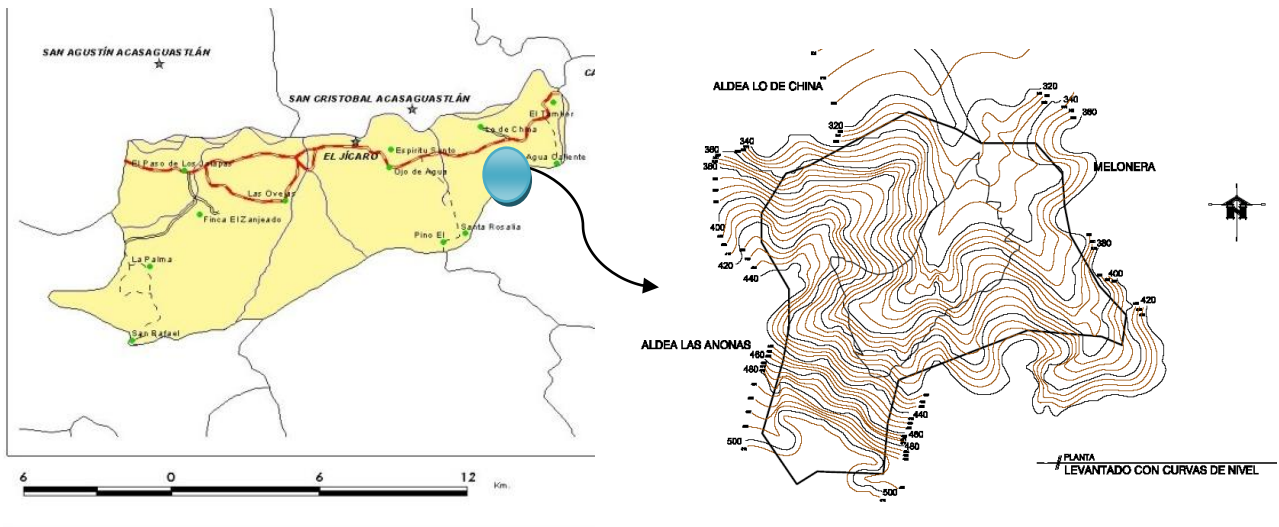 SAN AGUSTÍN ACASAGUASTLÁN
CA
SAN CRISTOBAL ACASAGUASTLÁN
El Tambor
Lo de China
EL JÍCARO
Espiritu Santo
Agua Caliente
El Paso de Los Jalapas
Ojo de Agua
Las Ovejas
Finca El Zanjeado
Santa Rosalia
Pino El
La Palma
San Rafael
6 0 6 12 Km.
ALDEA LO DE CHINA
320
340
360
320
340
360
380
MELONERA
N
400
420
440
380
400
420
ALDEA LAS ANONAS
460
480
440
460
480
500
500
PLANTA
LEVANTADO CON CURVAS DE NIVEL